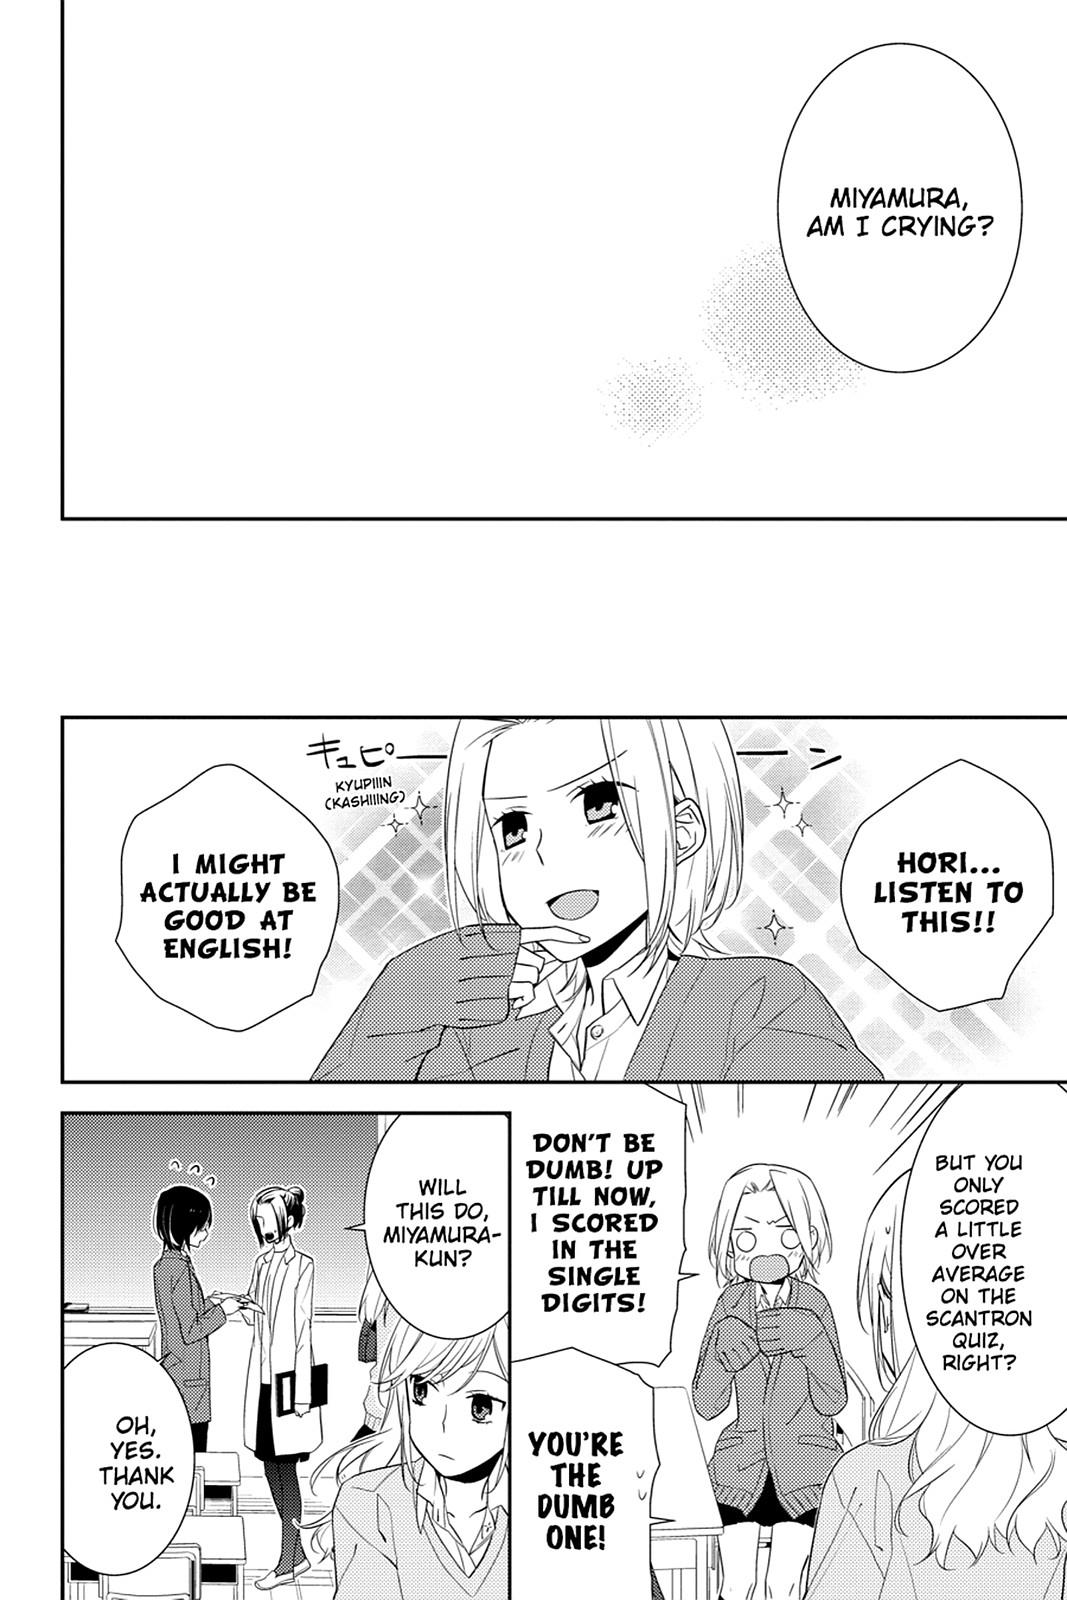 MIYAMURA,
AM I CRYING?
HORI...
LISTEN TO
THIS!!
キュピーーン
KYUPIIIN
(KASHIIING)
I MIGHT
ACTUALLY BE
GOOD AT
ENGLISH!
BUT YOU
ONLY
SCORED
A LITTLE
OVER
AVERAGE
ON THE
SCANTRON
QUIZ,
RIGHT?
DON'T BE
DUMB! UP
TILL NOW,
I SCORED
IN THE
SINGLE
DIGITS!
YOU'RE
THE
DUMB
ONE!
WILL
THIS DO,
MIYAMURA-
KUN?
OH,
YES.
THANK
YOU.